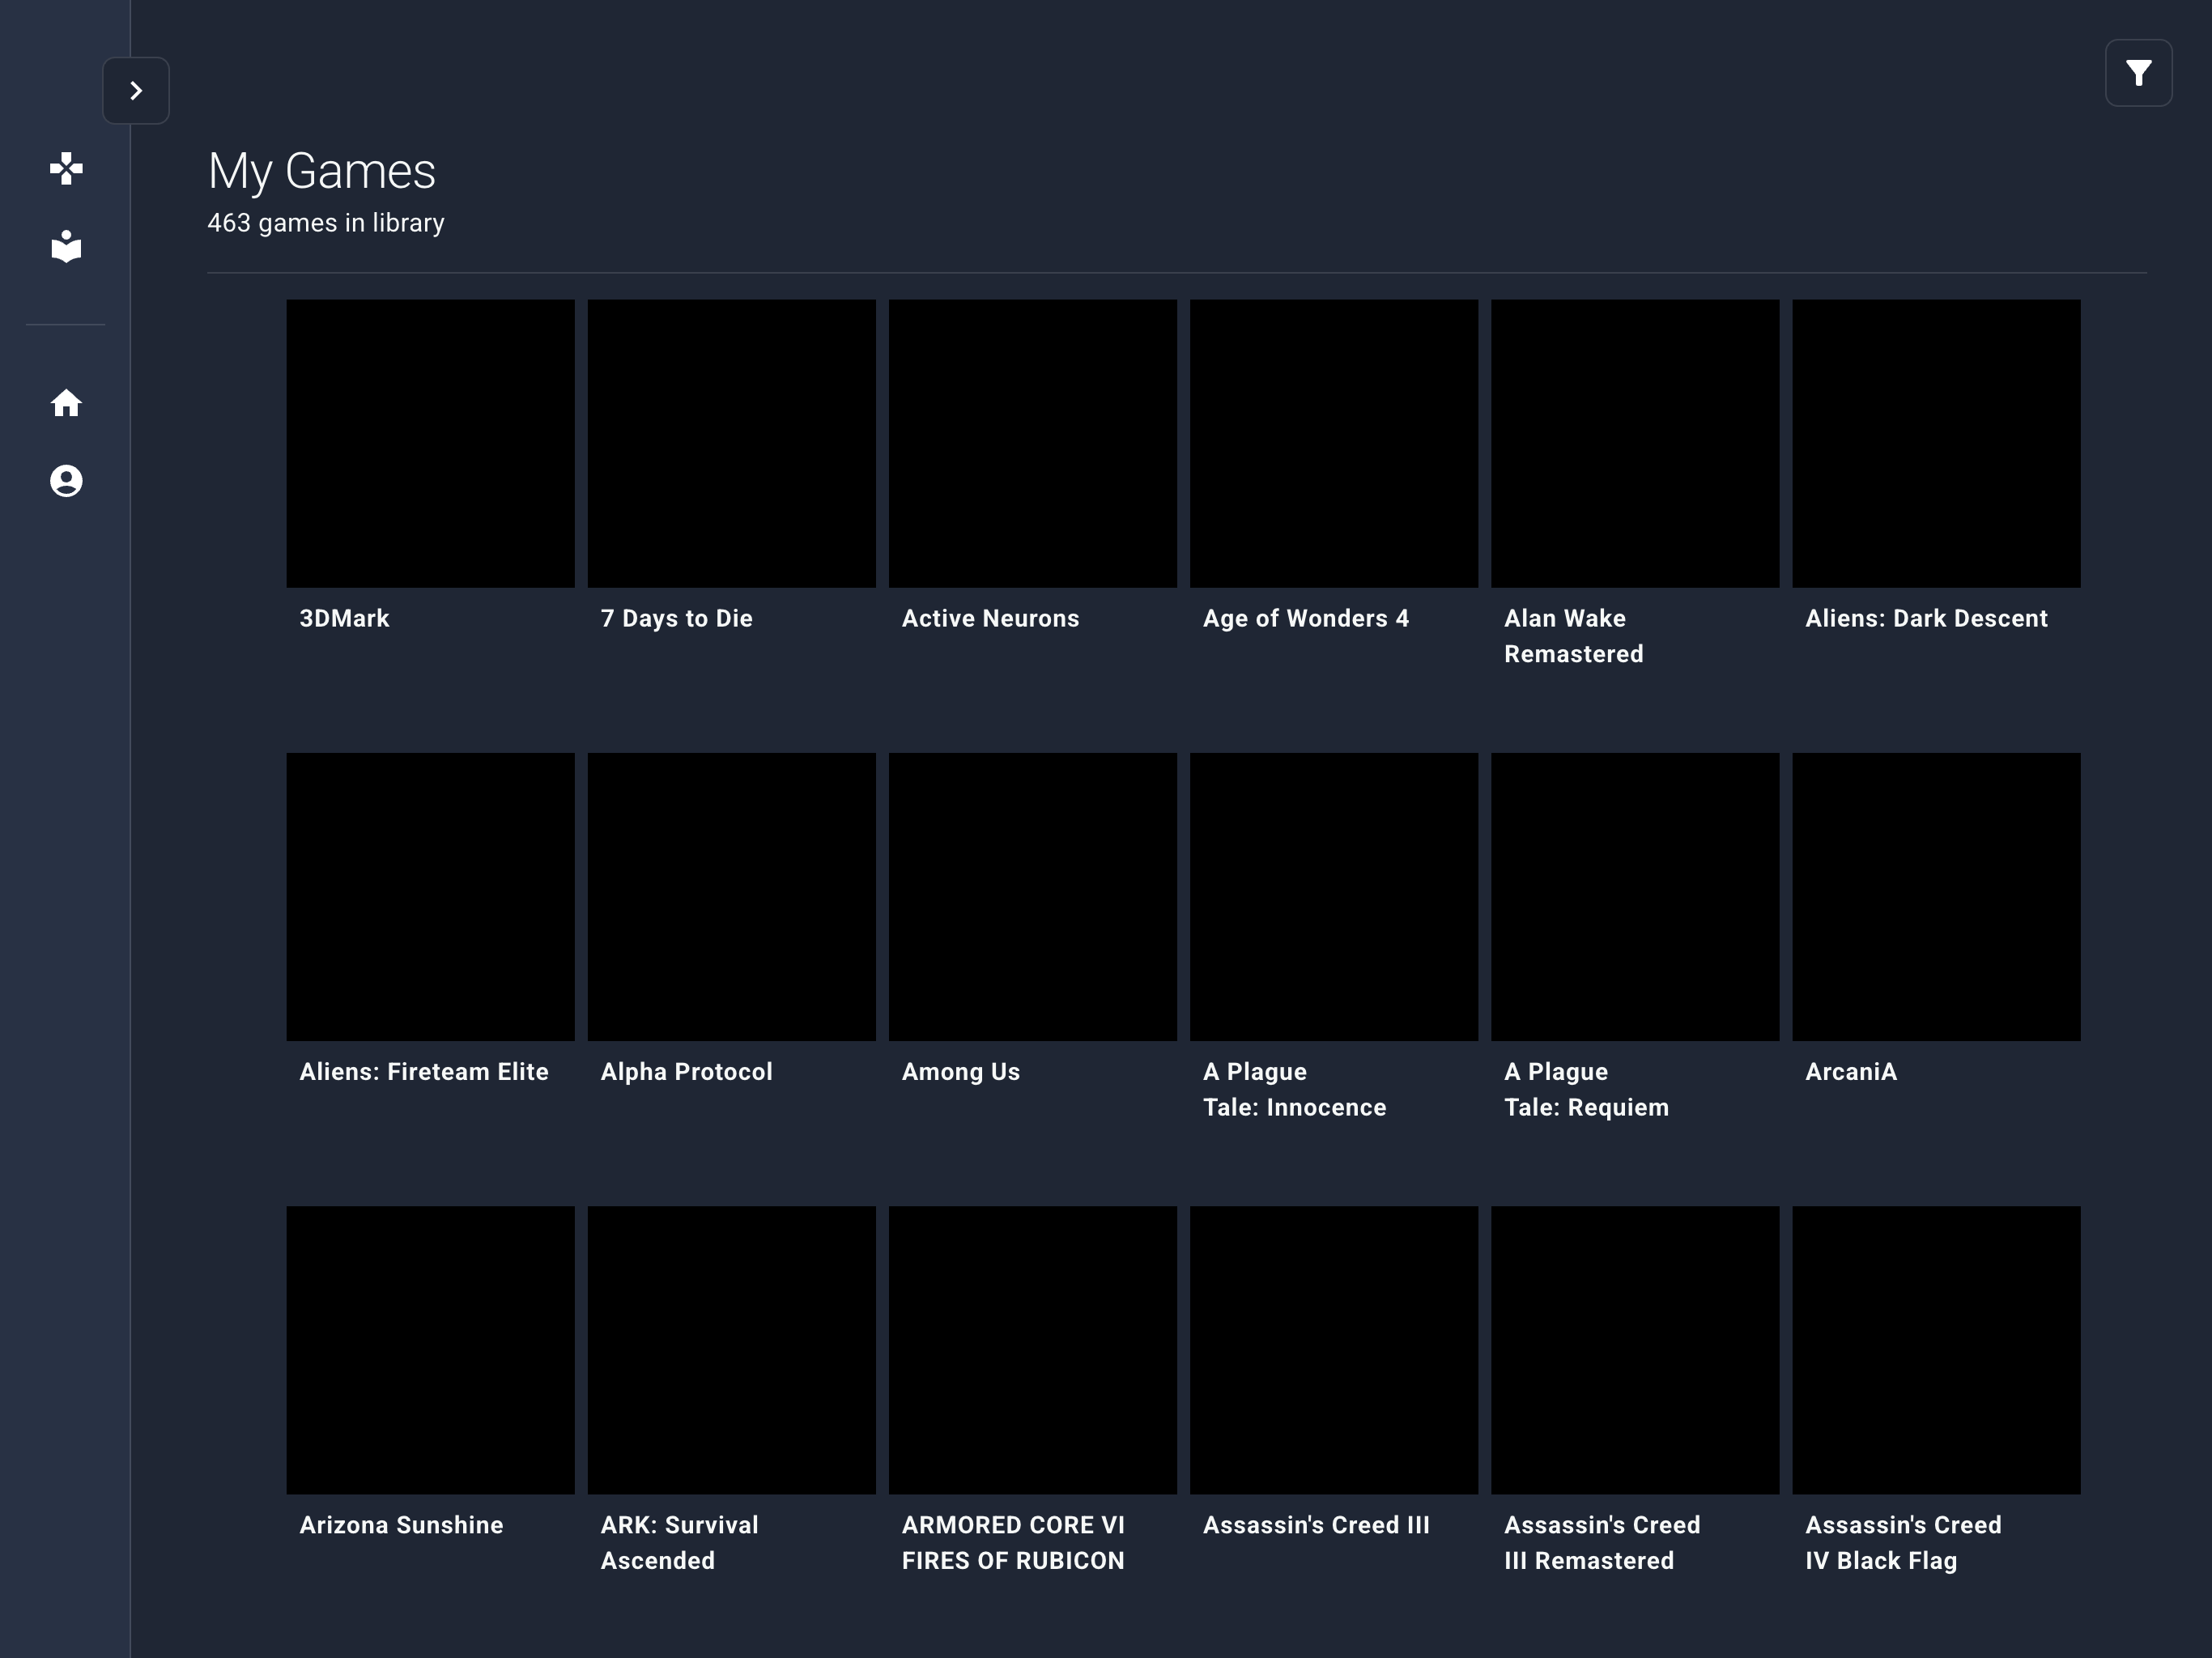 My Games
463 games in library
3DMark
7 Days to Die
Active Neurons
Age of Wonders 4
Alan Wake
Remastered
Aliens: Dark Descent
Aliens: Fireteam Elite
Alpha Protocol
Among Us
A Plague
Tale: Innocence
A Plague
Tale: Requiem
ArcaniA
Arizona Sunshine
ARK: Survival
Ascended
ARMORED CORE VI
FIRES OF RUBICON
Assassin's Creed III
Assassin's Creed
III Remastered
Assassin's Creed
IV Black Flag